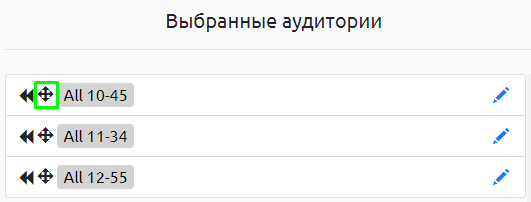 Выбранные аудитории
All 10-45
All 11-34
All 12-55